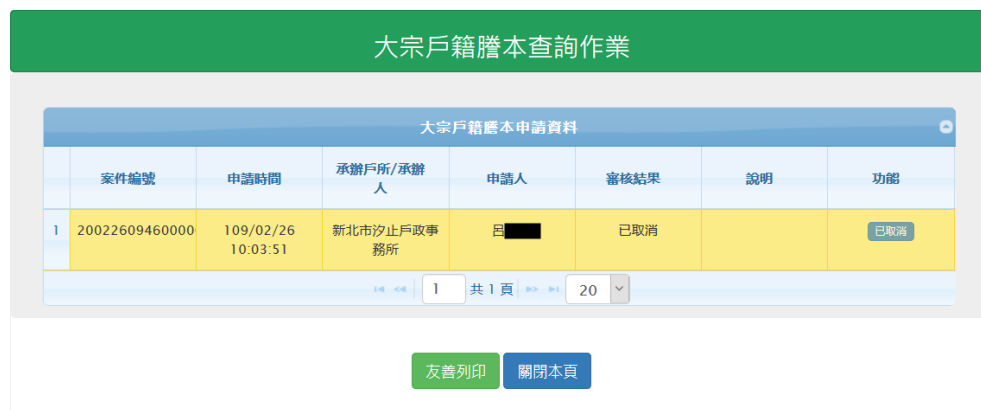 大宗戶籍謄本查詢作業
大宗戶籍謄本申請資料
案件編號 申請時間 承辦戶所/承辦人 申請人 審核結果 說明 功能
1 20022609460000 109/02/26 10:03:51 新北市汐止戶政事務所 呂 已取消 已取消
1 共 1 頁 20
友善列印 關閉本頁